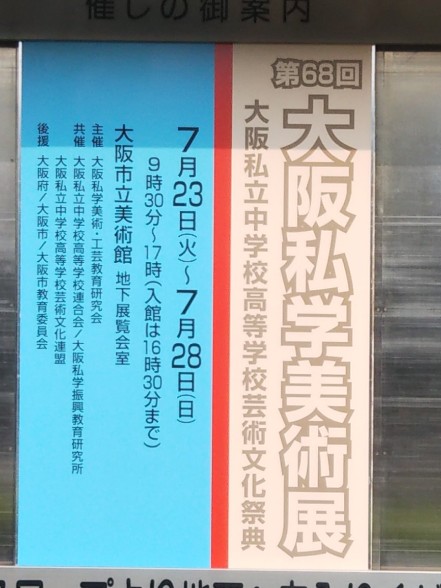 催しの御案内
第68回
大阪私学美術展
大阪私立中学校高等学校芸術文化祭典
7月23日(火)〜7月28日(日)
9時30分〜17時(入館は16時30分まで)
大阪市立美術館 地下展覧会室
主催 大阪私学美術・工芸教育研究会
共催 大阪私立中学校高等学校連合会/大阪私学振興教育研究所
大阪私立中学校高等学校芸術文化連盟
後援 大阪府/大阪市/大阪市教育委員会